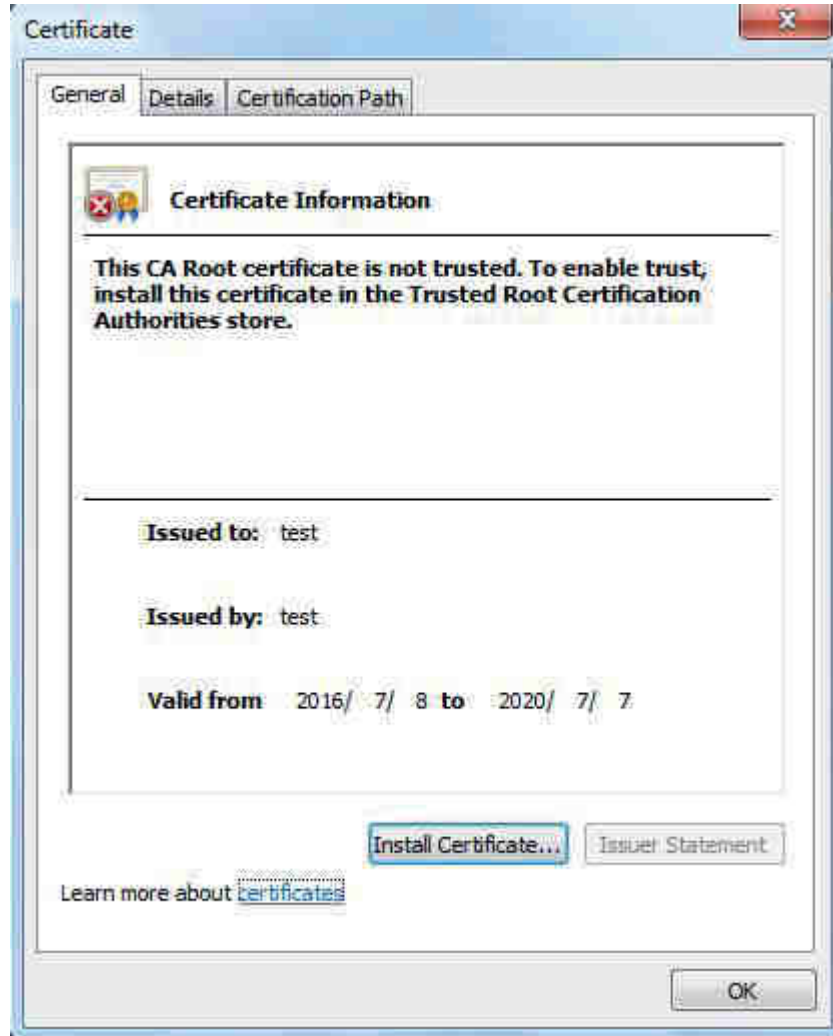 Certificate
General Details Certification Path
Certificate Information
This CA Root certificate is not trusted. To enable trust,
install this certificate in the Trusted Root Certification
Authorities store.
Issued to: test
Issued by: test
Valid from 2016/ 7/ 8 to 2020/ 7/ 7
Install Certificate... Issuer Statement
Learn more about certificates
OK